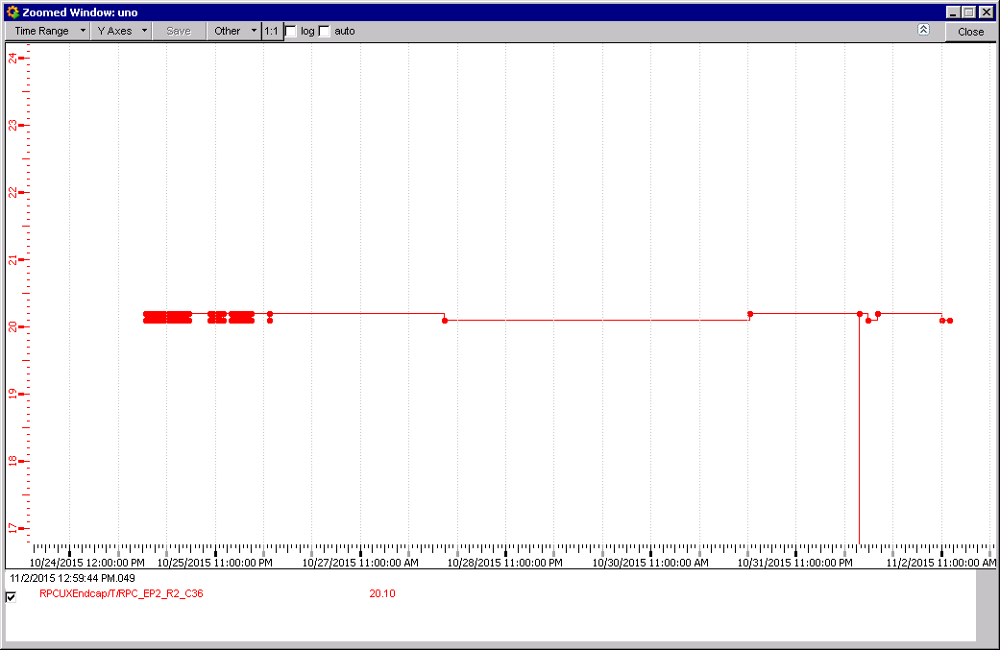 Zoomed Window: uno
Time Range Y Axes Save Other 1:1 log auto Close
24
23
22
21
20
19
18
17
10/24/2015 12:00:00 PM 10/25/2015 11:00:00 PM 10/27/2015 11:00:00 AM 10/28/2015 11:00:00 PM 10/30/2015 11:00:00 AM 10/31/2015 11:00:00 PM 11/2/2015 11:00:00 AM
11/2/2015 12:59:44 PM.049
RPCUXEndcap/T/RPC_EP2_R2_C36 20.10